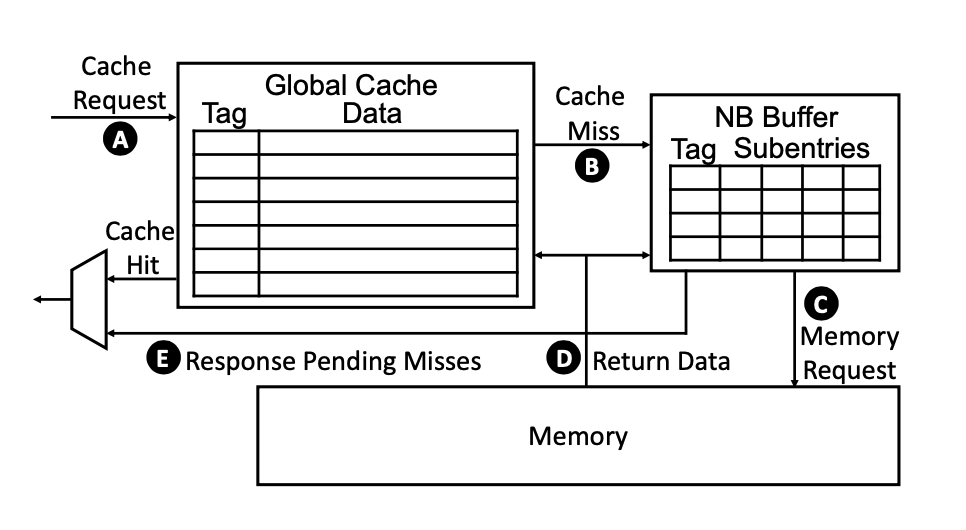 Cache
Request
A
Global Cache
Tag Data
Cache
Miss
B
NB Buffer
Tag Subentries
Cache
Hit
C
Memory
Request
E Response Pending Misses
D Return Data
Memory